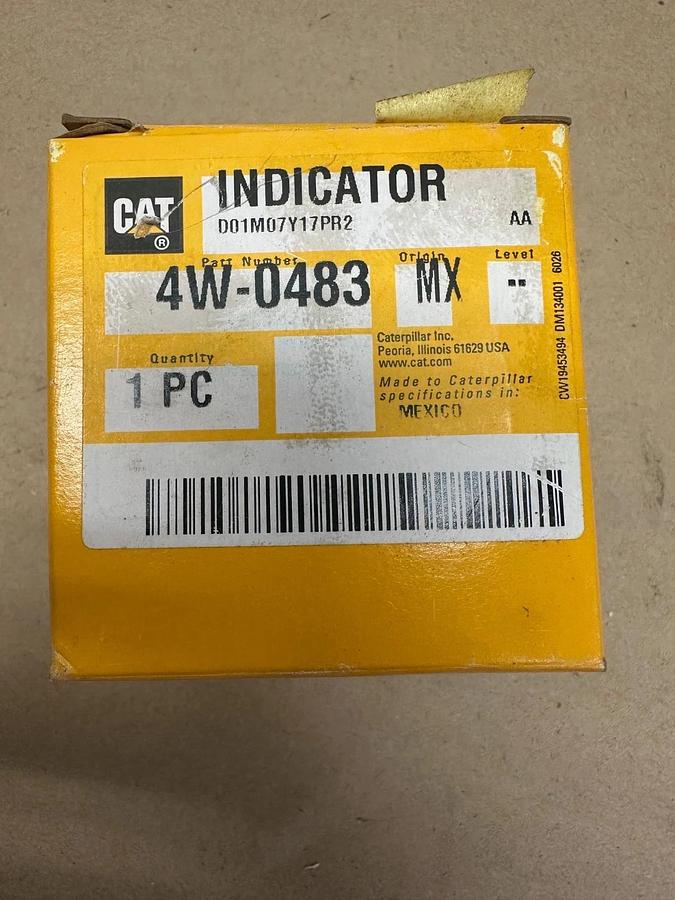 CAT
®
INDICATOR
D01M07Y17PR2 AA
Part Number Origin Level
4W-0483 MX --
Quantity
1 PC
Caterpillar Inc.
Peoria, Illinois 61629 USA
www.cat.com
Made to Caterpillar
specifications in:
MEXICO
CW19453494 DM134001 6026